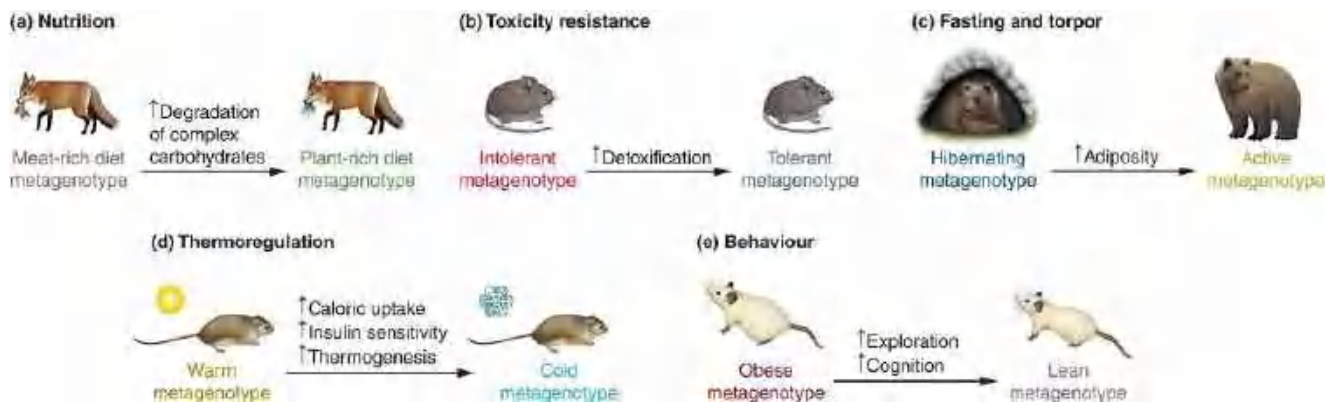 (a) Nutrition
(b) Toxicity resistance
(c) Fasting and torpor
↑Degradation
of complex
carbohydrales
Meat-rich diet
metagenotype
Plant-rich diet
metagenotype
Intolerant
metagenotype
↑Detoxification
Tolerant
metagenotype
Hibernating
metagenotype
↑Adiposity
Active
metagenotype
(d) Thermoregulation
(e) Behaviour
↑Caloric uptake
↑Insulin sensitivity
↑Thermogenesis
Warm
metagenotype
Cold
metagenotype
Obese
metagenotype
↑Exploration
↑Cognition
Lean
metagenotype